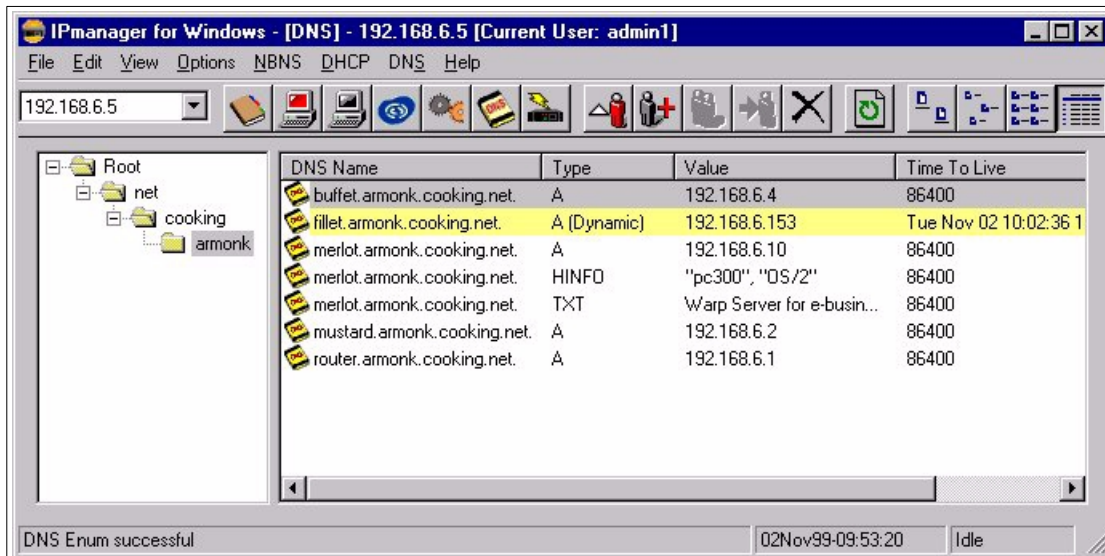 IPmanager for Windows - [DNS] - 192.168.6.5 [Current User: admin1]
File Edit View Options NBNS DHCP DNS Help
192.168.6.5
Root
net
cooking
armonk
DNS Name Type Value Time To Live
buffet.armonk.cooking.net. A 192.168.6.4 86400
fillet.armonk.cooking.net. A (Dynamic) 192.168.6.153 Tue Nov 02 10:02:36 1
merlot.armonk.cooking.net. A 192.168.6.10 86400
merlot.armonk.cooking.net. HINFO "pc300", "OS/2" 86400
merlot.armonk.cooking.net. TXT Warp Server for e-busin... 86400
mustard.armonk.cooking.net. A 192.168.6.2 86400
router.armonk.cooking.net. A 192.168.6.1 86400
DNS Enum successful 02Nov99-09:53:20 Idle